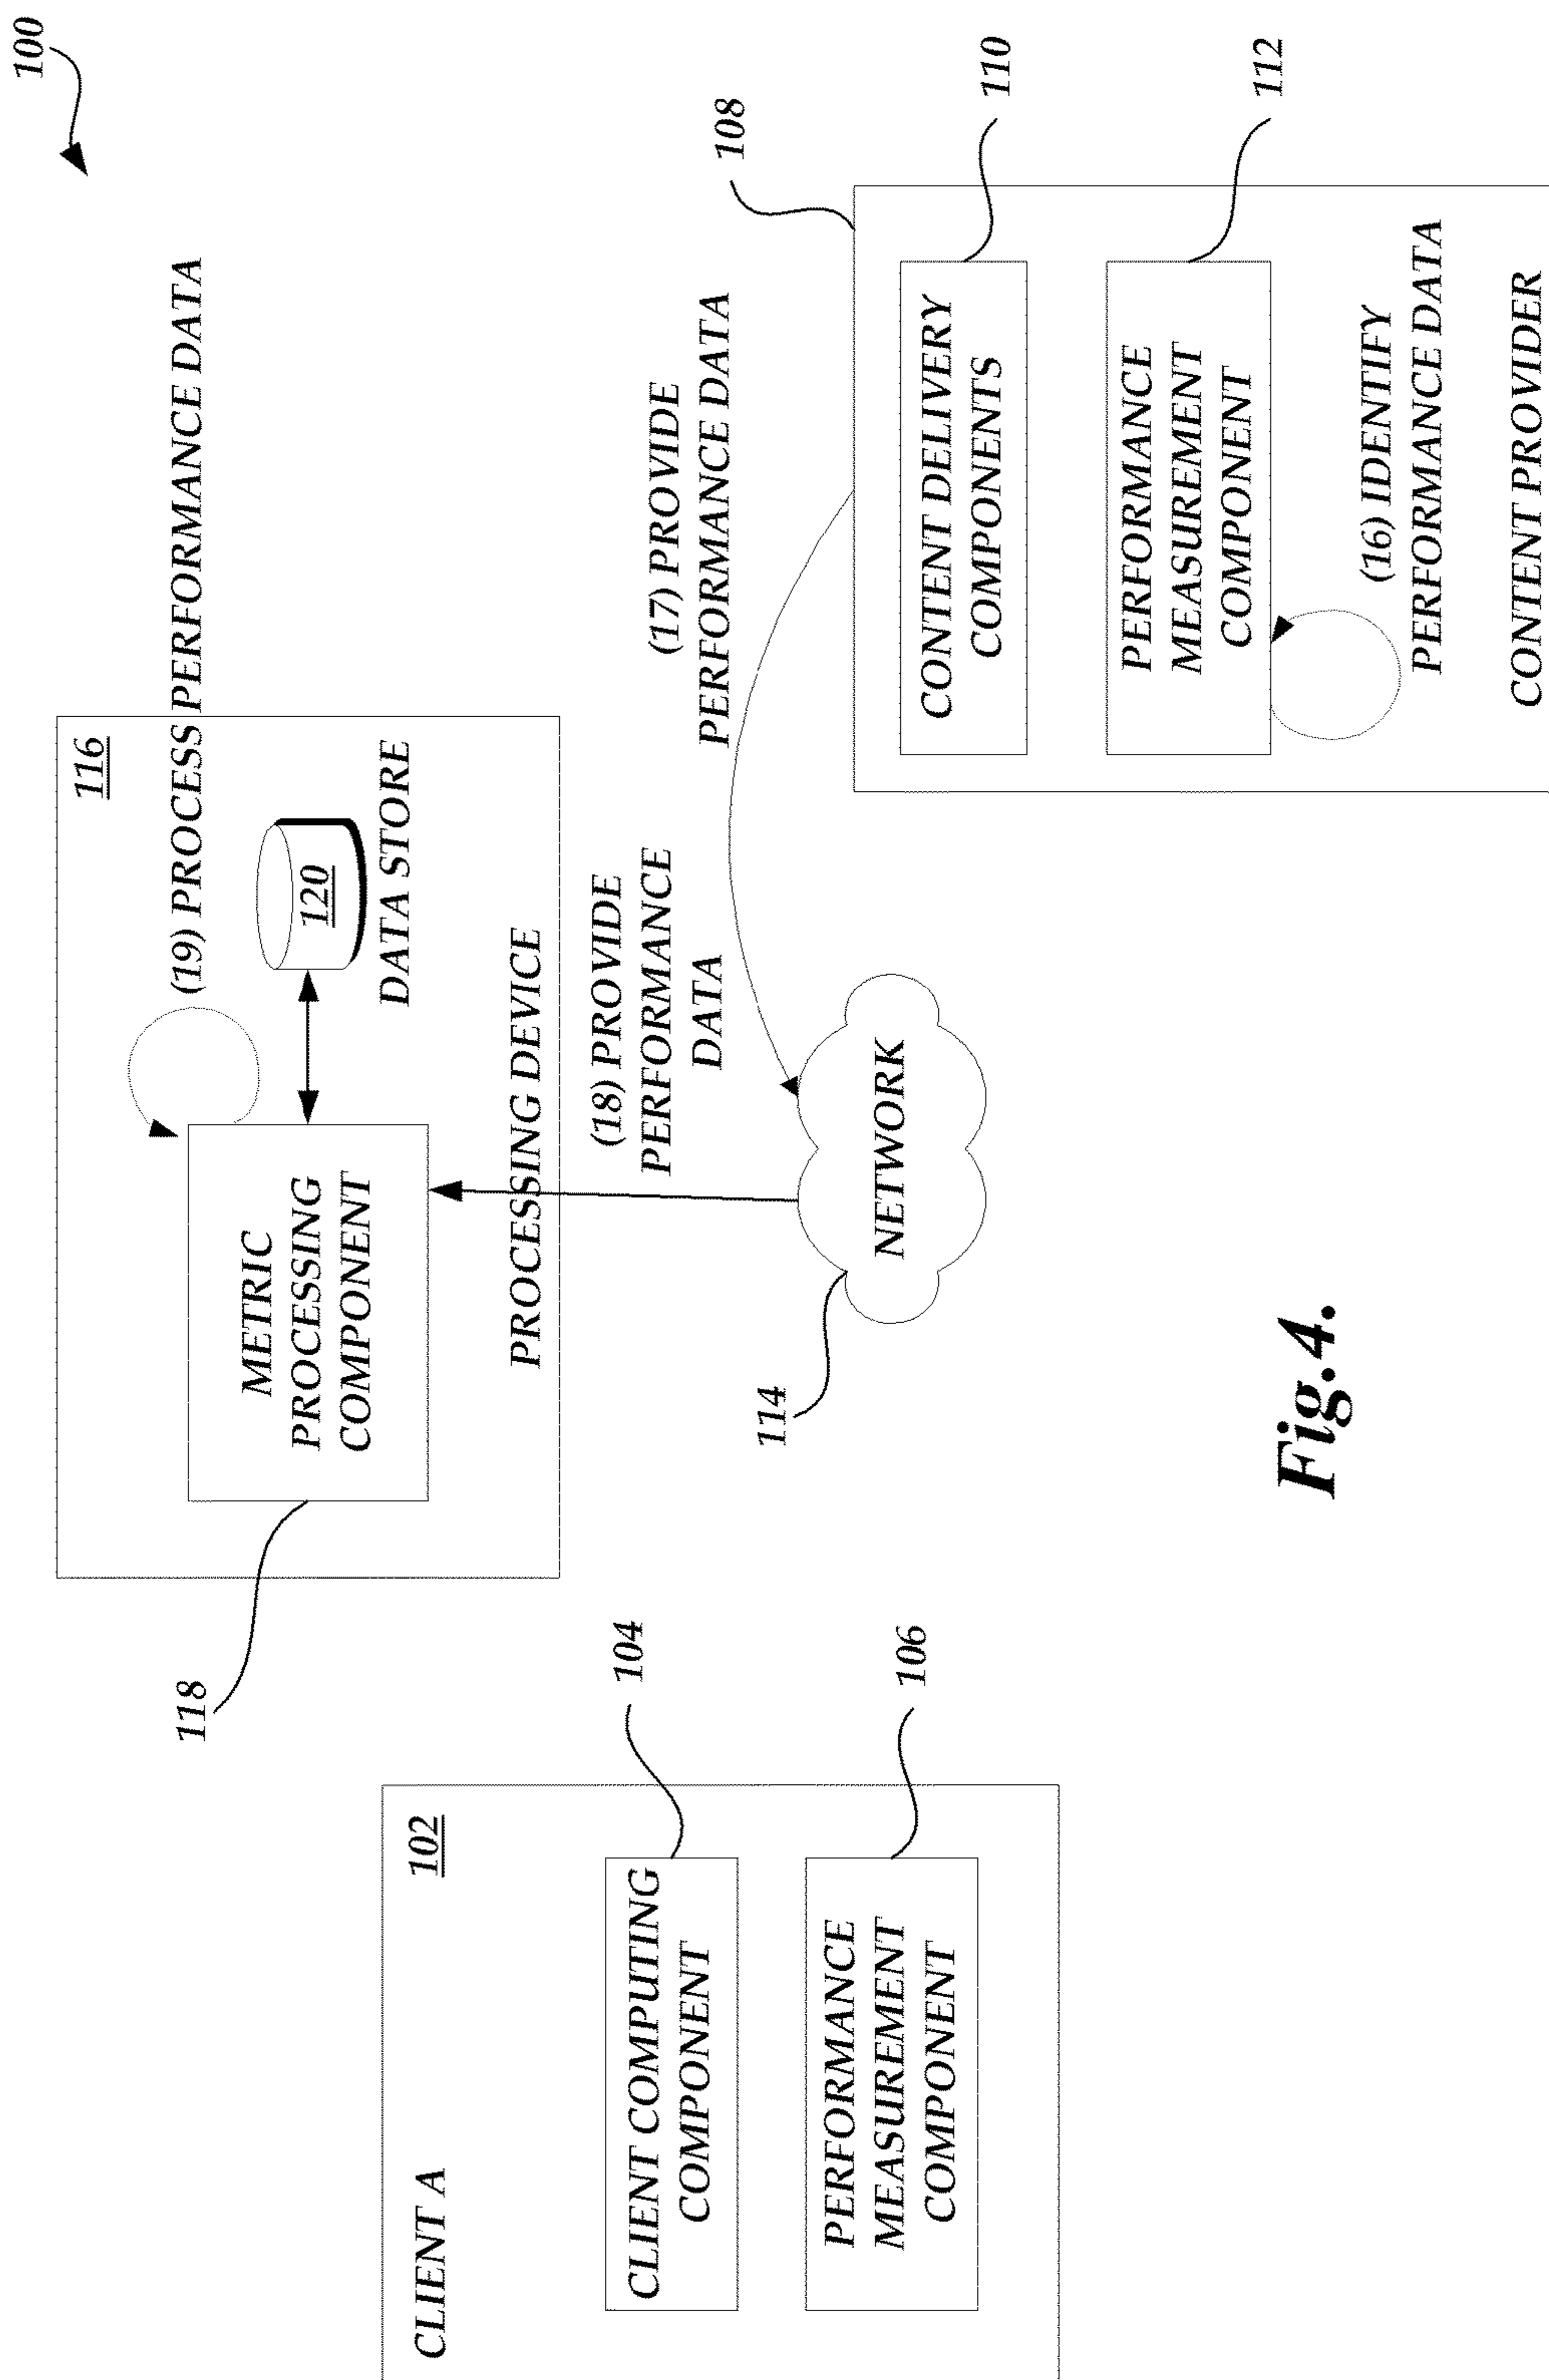 100
116
(19) PROCESS PERFORMANCE DATA
118
METRIC
PROCESSING
COMPONENT
120
DATA STORE
PROCESSING DEVICE
CLIENT A
102
104
CLIENT COMPUTING
COMPONENT
106
PERFORMANCE
MEASUREMENT
COMPONENT
(18) PROVIDE
PERFORMANCE
DATA
(17) PROVIDE
PERFORMANCE DATA
114
NETWORK
108
CONTENT DELIVERY
COMPONENTS
110
PERFORMANCE
MEASUREMENT
COMPONENT
112
(16) IDENTIFY
PERFORMANCE DATA
CONTENT PROVIDER
Fig.4.